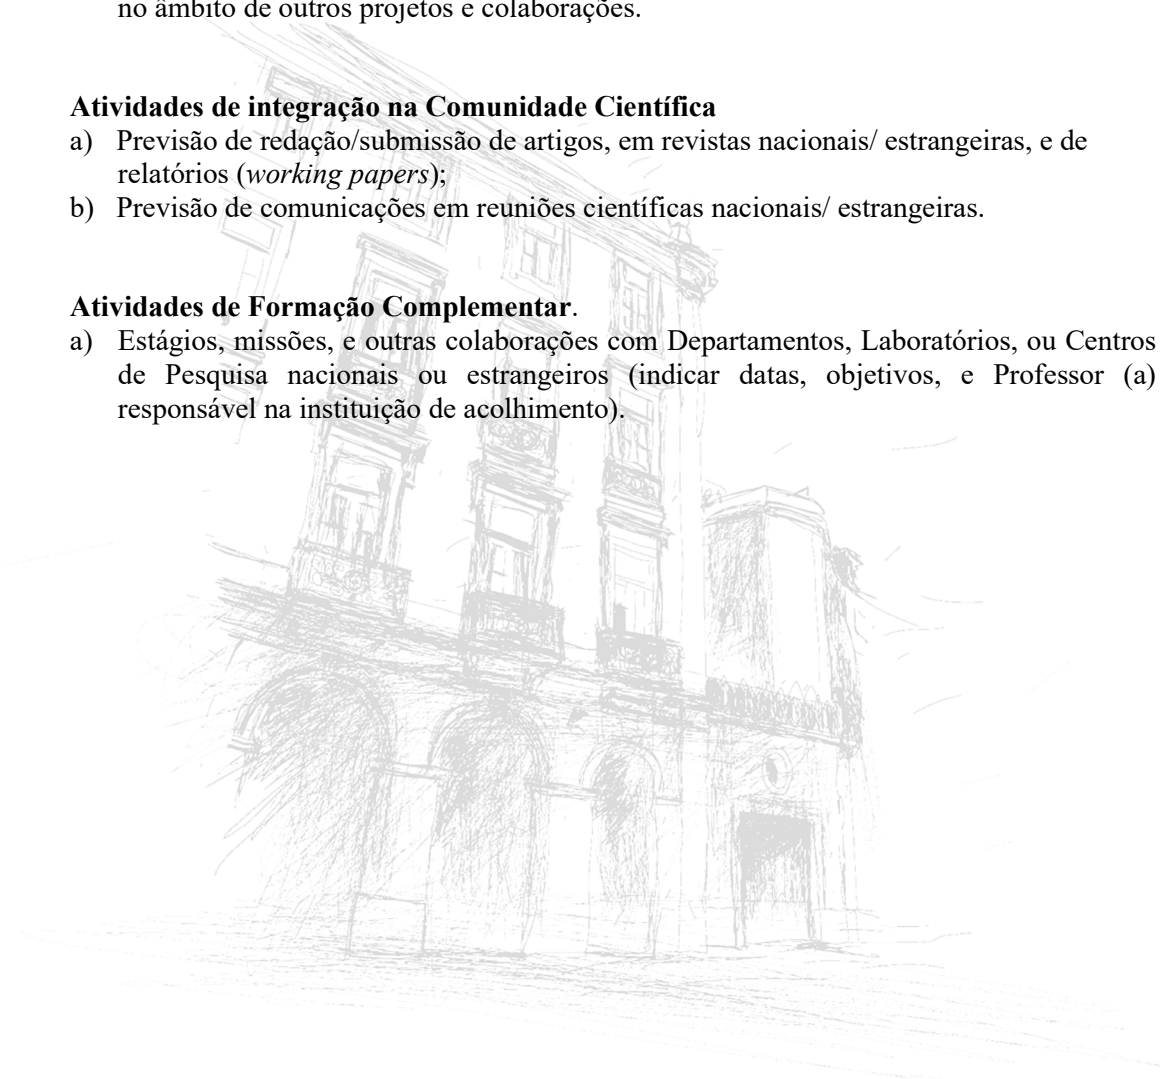 no âmbito de outros projetos e colaborações.
Atividades de integração na Comunidade Científica
a) Previsão de redação/submissão de artigos, em revistas nacionais/ estrangeiras, e de
relatórios (working papers);
b) Previsão de comunicações em reuniões científicas nacionais/ estrangeiras.
Atividades de Formação Complementar.
a) Estágios, missões, e outras colaborações com Departamentos, Laboratórios, ou Centros
de Pesquisa nacionais ou estrangeiros (indicar datas, objetivos, e Professor (a)
responsável na instituição de acolhimento).